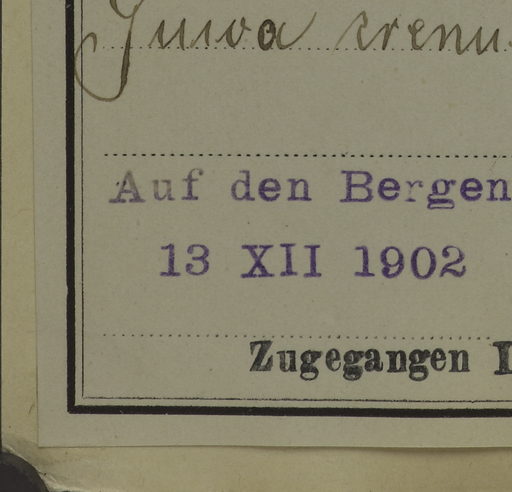 Auf den Bergen
13 XII 1902
Zugegangen